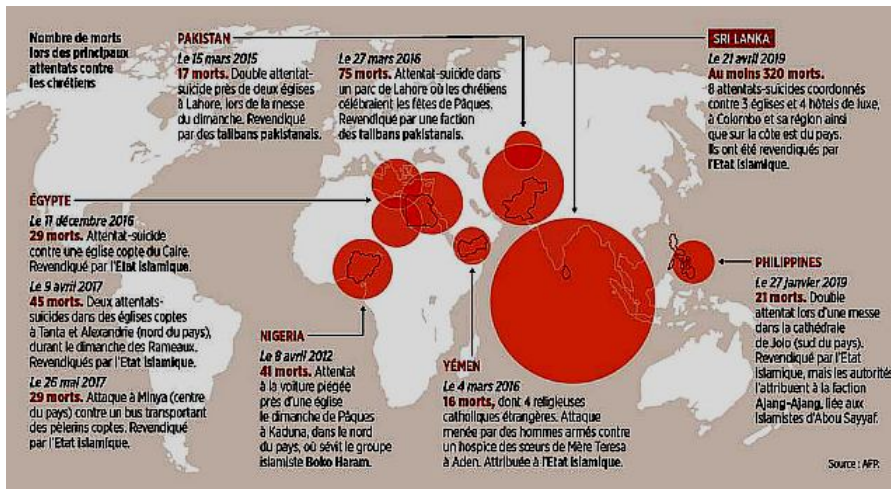 Nombre de morts
lors des principaux
attentats contre
les chrétiens
PAKISTAN
Le 15 mars 2015
17 morts. Double attentat-
suicide près de deux églises
à Lahore, lors de la messe
du dimanche. Revendiqué
par des talibans pakistanais.
Le 27 mars 2016
75 morts. Attentat-suicide dans
un parc de Lahore où les chrétiens
célébraient les fêtes de Pâques.
Revendiqué par une faction
des talibans pakistanais.
SRI LANKA
Le 21 avril 2019
Au moins 320 morts.
8 attentats-suicides coordonnés
contre 3 églises et 4 hôtels de luxe,
à Colombo et sa région ainsi
que sur la côte est du pays.
Ils ont été revendiqués par
l'Etat islamique.
ÉGYPTE
Le 11 décembre 2016
29 morts. Attentat-suicide
contre une église copte du Caire.
Revendiqué par l'Etat islamique.
Le 9 avril 2017
45 morts. Deux attentats-
suicides dans des églises coptes
à Tanta et Alexandrie (nord du pays),
durant le dimanche des Rameaux.
Revendiqués par l'Etat islamique.
Le 26 mai 2017
29 morts. Attaque à Minya (centre
du pays) contre un bus transportant
des pèlerins coptes. Revendiqué
par l'Etat islamique.
NIGERIA
Le 8 avril 2012
41 morts. Attentat
à la voiture piégée
près d'une église
le dimanche de Pâques
à Kaduna, dans le nord
du pays, où sévit le groupe
islamiste Boko Haram.
YÉMEN
Le 4 mars 2016
16 morts, dont 4 religieuses
catholiques étrangères. Attaque
menée par des hommes armés contre
un hospice des sœurs de Mère Teresa
à Aden. Attribuée à l'Etat islamique.
PHILIPPINES
Le 27 janvier 2019
21 morts. Double
attentat lors d'une messe
dans la cathédrale
de Jolo (sud du pays).
Revendiqué par l'Etat
islamique, mais les autorités
l'attribuent à la faction
Ajang-Ajang, liée aux
islamistes d'Abou Sayyaf.
Source : AFP.